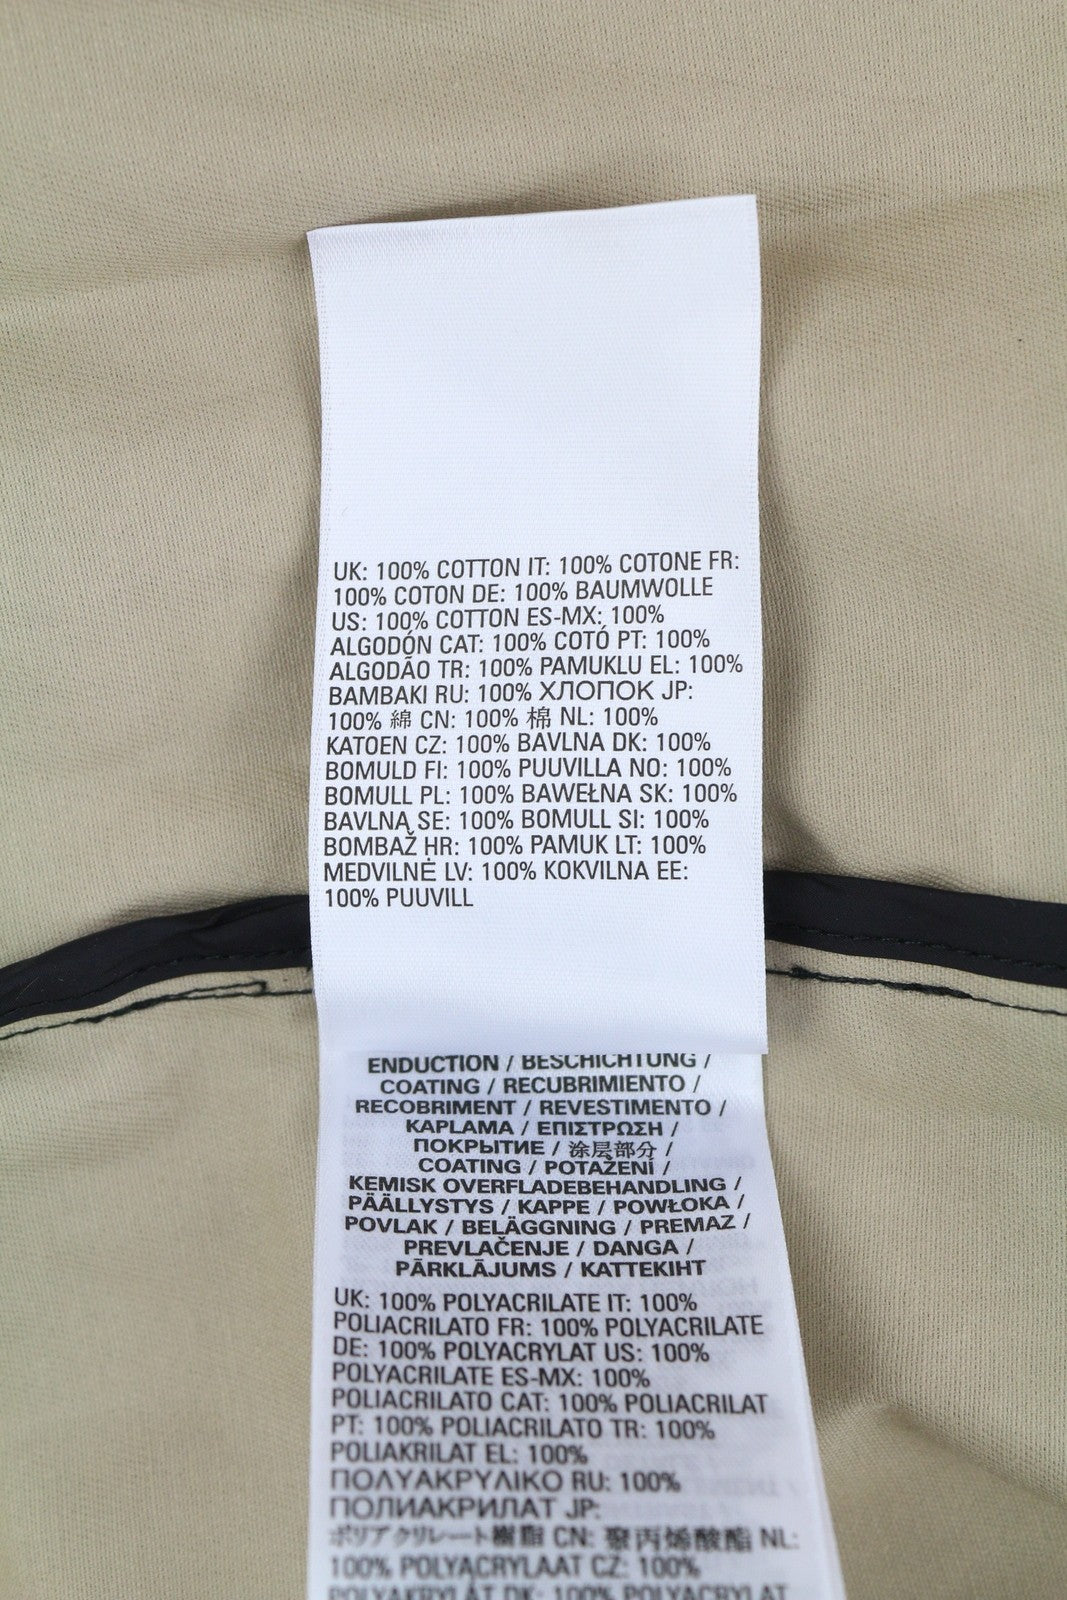 UK: 100% COTTON IT: 100% COTONE FR:
100% COTON DE: 100% BAUMWOLLE
US: 100% COTTON ES-MX: 100%
ALGODÓN CAT: 100% COTÓ PT: 100%
ALGODÃO TR: 100% PAMUKLU EL: 100%
BAMBAKI RU: 100% ХЛОПОК JP:
100% 綿 CN: 100% 棉 NL: 100%
KATOEN CZ: 100% BAVLNA DK: 100%
BOMULD FI: 100% PUUVILLA NO: 100%
BOMULL PL: 100% BAWEŁNA SK: 100%
BAVLNĄ SE: 100% BOMULL SI: 100%
BOMBAŽ HR: 100% PAMUK LT: 100%
MEDVILNĖ LV: 100% KOKVILNA EE:
100% PUUVILL
ENDUCTION / BESCHICHTUNG /
COATING / RECUBRIMIENTO /
RECOBRIMENT / REVESTIMENTO /
KAPLAMA / ΕΠΙΣΤΡΩΣΗ /
ПОКРЫТИЕ / 涂层部分 /
COATING / POTAŽENÍ /
KEMISK OVERFLADEBEHANDLING /
PÄÄLLYSTYS / KAPPE / POWŁOKA /
POVLAK / BELÄGGNING / PREMAZ /
PREVLAČENJE / DANGA /
PĀRKLĀJUMS / KATTEKIHT
UK: 100% POLYACRILATE IT: 100%
POLIACRILATO FR: 100% POLYACRILATE
DE: 100% POLYACRYLAT US: 100%
POLYACRILATE ES-MX: 100%
POLIACRILATO CAT: 100% POLIACRILAT
PT: 100% POLIACRILATO TR: 100%
POLIAKRILAT EL: 100%
ΠΟΛΥΑΚΡΥΛΙΚΟ RU: 100%
ПОЛИАКРИЛАТ JP:
ポリアクリレート樹脂 CN: 聚丙烯酸酯 NL:
100% POLYACRYLAAT CZ: 100%
POLYAKRYLÁT DK: 100% POLYACRYLAT